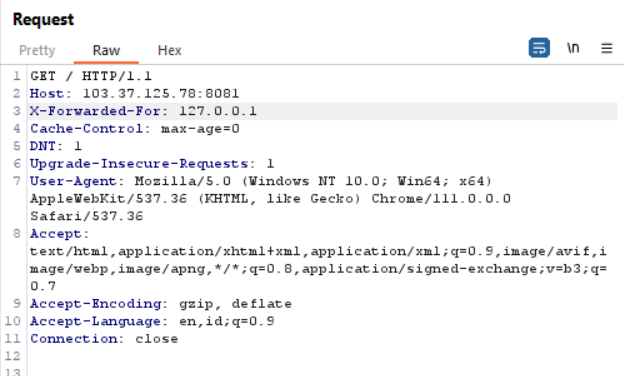 Request
Pretty Raw Hex \n
1 GET / HTTP/1.1
2 Host: 103.37.125.78:8081
3 X-Forwarded-For: 127.0.0.1
4 Cache-Control: max-age=0
5 DNT: 1
6 Upgrade-Insecure-Requests: 1
7 User-Agent: Mozilla/5.0 (Windows NT 10.0; Win64; x64)
AppleWebKit/537.36 (KHTML, like Gecko) Chrome/111.0.0.0
Safari/537.36
8 Accept:
text/html,application/xhtml+xml,application/xml;q=0.9,image/avif,i
mage/webp,image/apng,*/*;q=0.8,application/signed-exchange;v=b3;q=
0.7
9 Accept-Encoding: gzip, deflate
10 Accept-Language: en,id;q=0.9
11 Connection: close
12
13